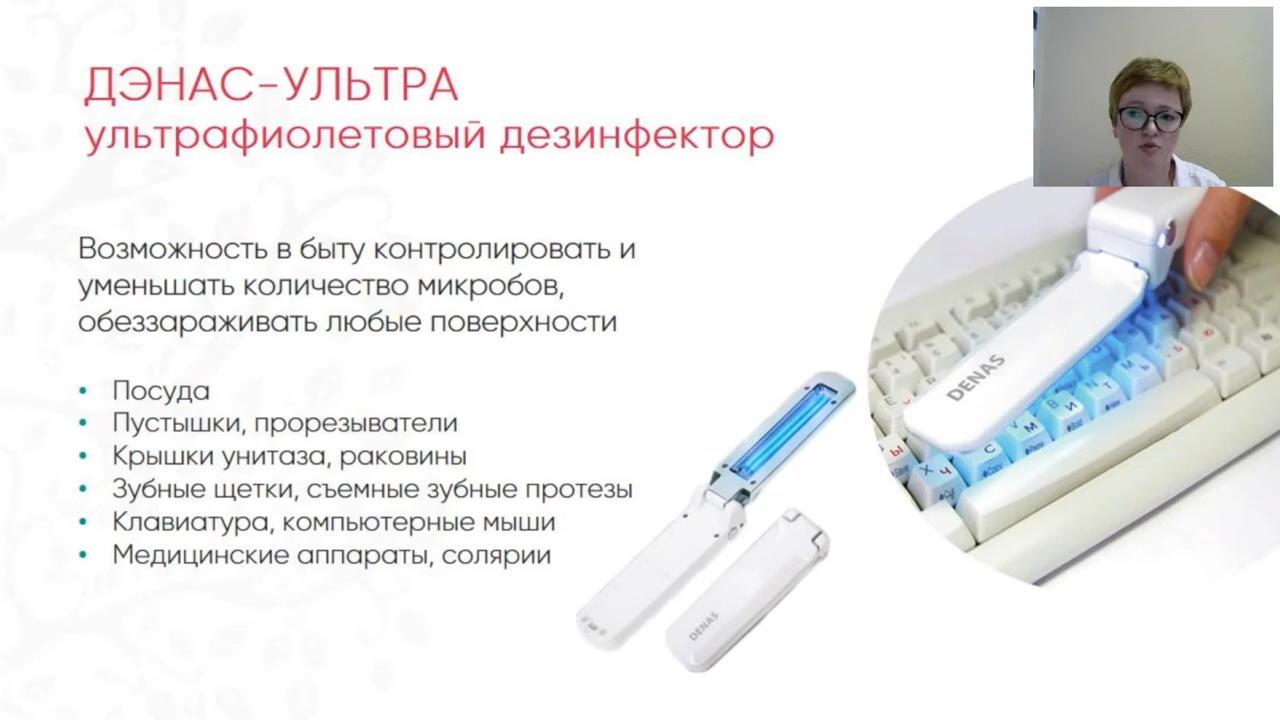 ДЭНАС-УЛЬТРА
ультрафиолетовый дезинфектор
Возможность в быту контролировать и
уменьшать количество микробов,
обеззараживать любые поверхности
• Посуда
• Пустышки, прорезыватели
• Крышки унитаза, раковины
• Зубные щетки, съемные зубные протезы
• Клавиатура, компьютерные мыши
• Медицинские аппараты, солярии
DENAS
DENAS